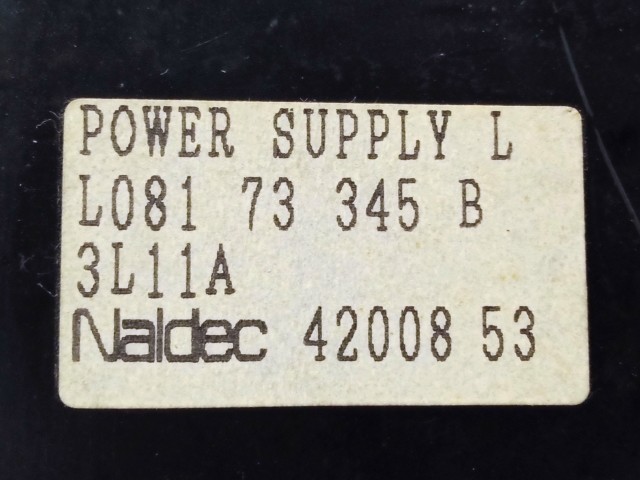 POWER SUPPLY L
L081 73 345 B
3L11A
Naldec 42008 53